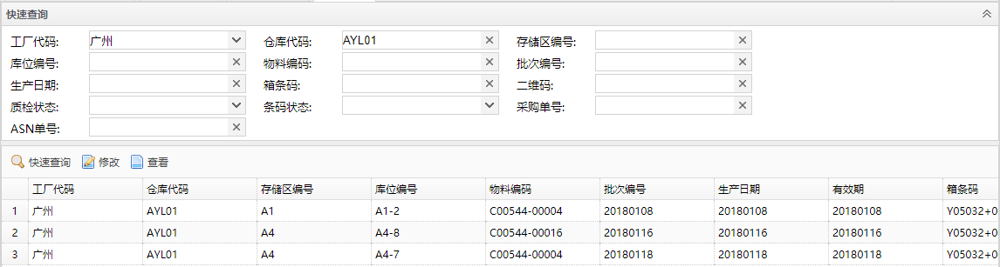 快速查询
工厂代码: 广州 仓库代码: AYL01 存储区编号:
库位编号: 物料编码: 批次编号:
生产日期: 箱条码: 二维码:
质检状态: 条码状态: 采购单号:
ASN单号:
快速查询 修改 查看
工厂代码 仓库代码 存储区编号 库位编号 物料编码 批次编号 生产日期 有效期 箱条码
1 广州 AYL01 A1 A1-2 C00544-00004 20180108 20180108 20180108 Y05032+0
2 广州 AYL01 A4 A4-8 C00544-00016 20180116 20180116 20180116 Y05032+0
3 广州 AYL01 A4 A4-7 C00544-00004 20180118 20180118 20180118 Y05032+0